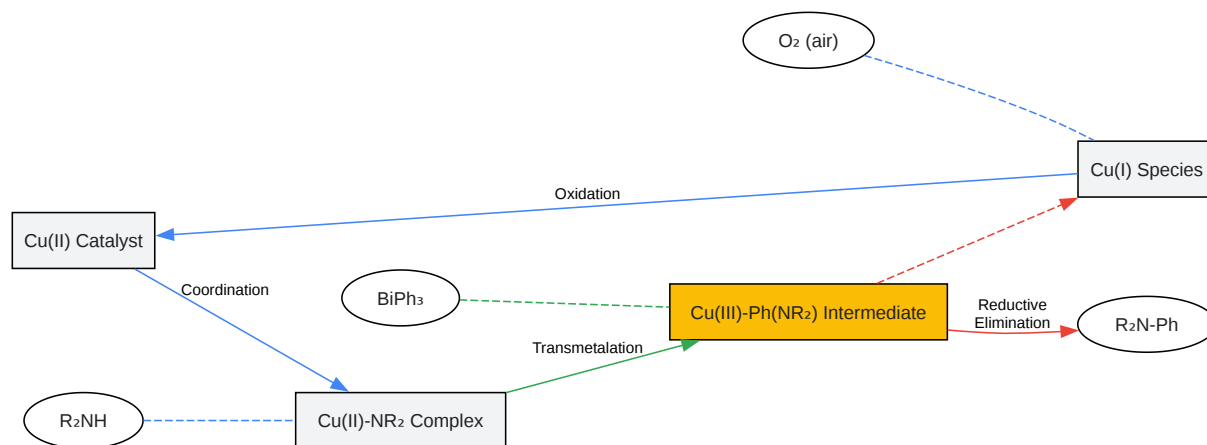 O₂ (air)
Cu(I) Species
Oxidation
Cu(II) Catalyst
Coordination
BiPh₃
Cu(III)-Ph(NR₂) Intermediate
Reductive
Elimination
R₂N-Ph
Transmetalation
R₂NH
Cu(II)-NR₂ Complex